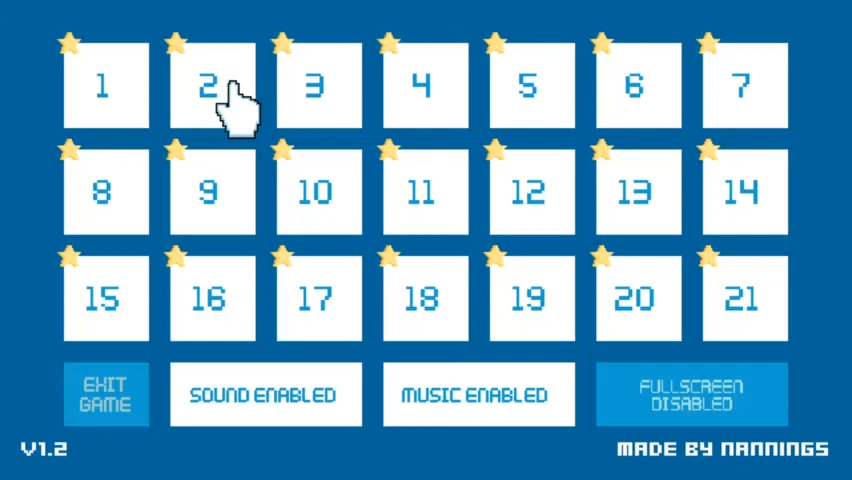 1 2 3 4 5 6 7
8 9 10 11 12 13 14
15 16 17 18 19 20 21
EXIT
GAME
SOUND ENABLED
MUSIC ENABLED
FULLSCREEN
DISABLED
V1.2
MADE BY NANNINGS